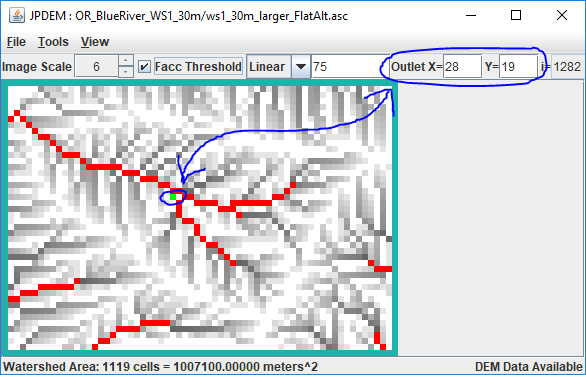 JPDEM : OR_BlueRiver_WS1_30m/ws1_30m_larger_FlatAlt.asc
File Tools View
Image Scale 6 Facc Threshold Linear 75 Outlet X= 28 Y= 19 i= 1282
Watershed Area: 1119 cells = 1007100.00000 meters^2 DEM Data Available